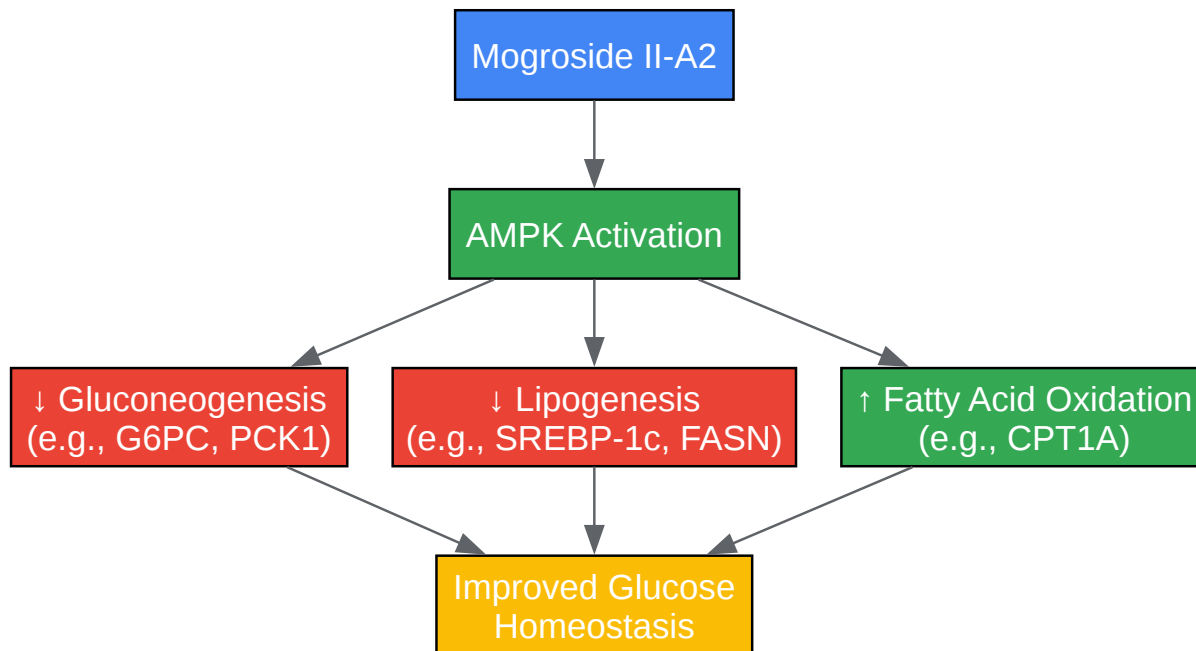 Mogroside II-A2
AMPK Activation
↓ Gluconeogenesis
(e.g., G6PC, PCK1)
↓ Lipogenesis
(e.g., SREBP-1c, FASN)
↑ Fatty Acid Oxidation
(e.g., CPT1A)
Improved Glucose
Homeostasis